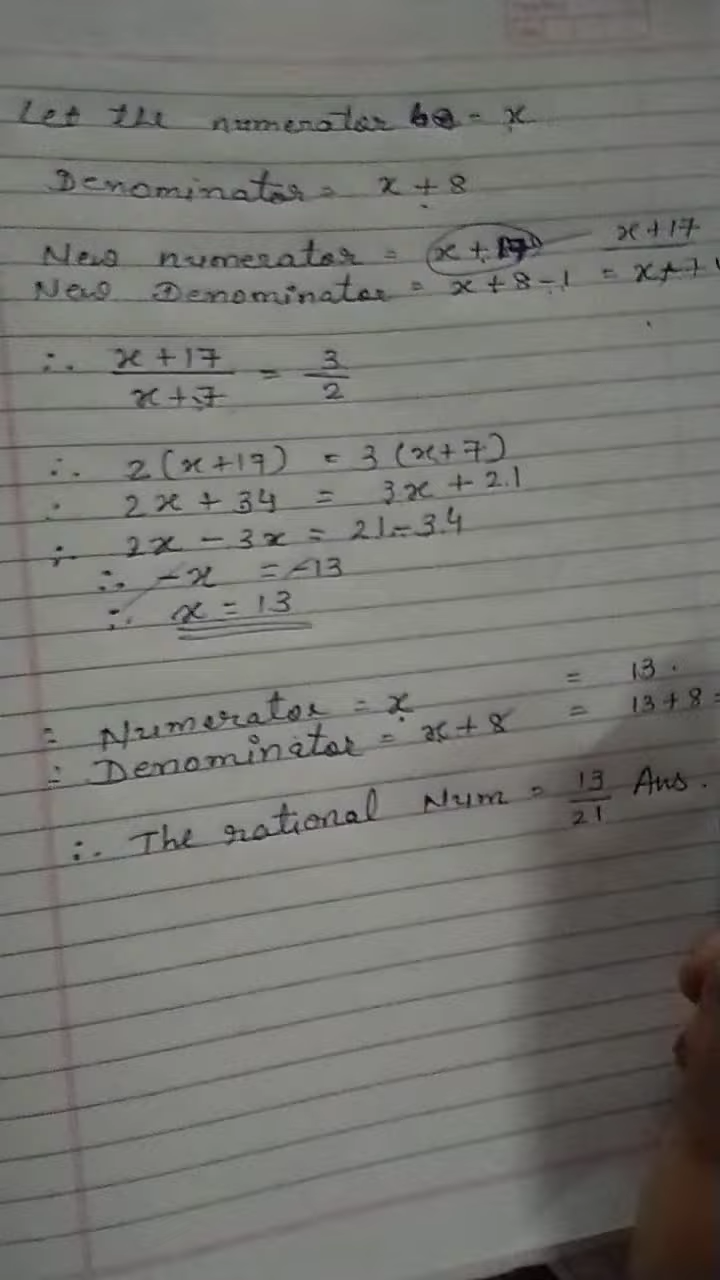 Let the numerator be = x
Denominator = x + 8
New numerator = x + 17 x + 17
New Denominator = x + 8 - 1 = x + 7
∴ x + 17 / x + 7 = 3 / 2
∴ 2 (x + 17) = 3 (x + 7)
∴ 2x + 34 = 3x + 21
∴ 2x - 3x = 21 - 34
∴ -x = -13
∴ x = 13
= Numerator = x = 13.
= Denominator = x + 8 = 13 + 8 =
∴ The rational Num = 13 / 21 Ans.